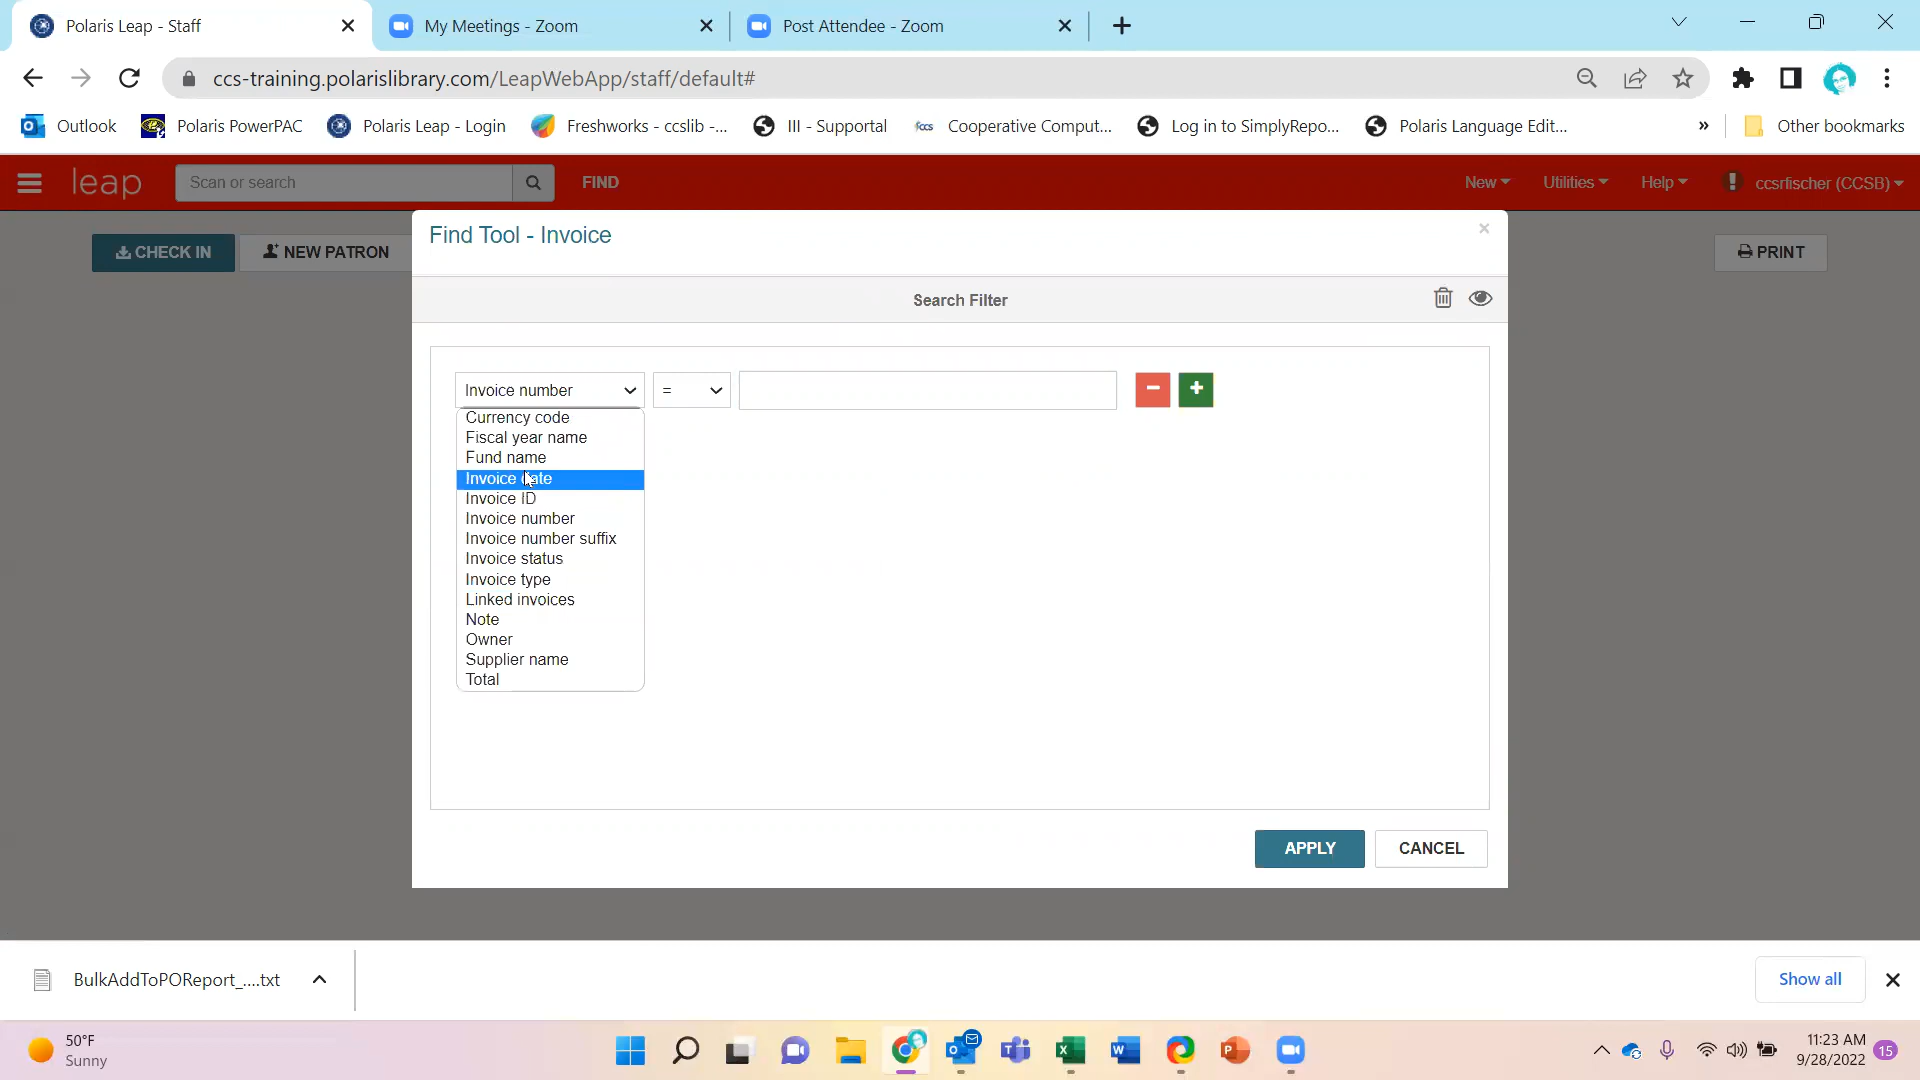 Polaris Leap - Staff
My Meetings - Zoom
Post Attendee - Zoom
ccs-training.polarislibrary.com/LeapWebApp/staff/default#
Outlook
Polaris PowerPAC
Polaris Leap - Login
Freshworks - ccslib -...
III - Supportal
ccs
Cooperative Comput...
Log in to SimplyRepo...
Polaris Language Edit...
»
Other bookmarks
leap
Scan or search
FIND
New
Utilities
Help
ccsrfischer (CCSB)
CHECK IN
NEW PATRON
Find Tool - Invoice
×
PRINT
Search Filter
Invoice number
=
Currency code
Fiscal year name
Fund name
Invoice date
Invoice ID
Invoice number
Invoice number suffix
Invoice status
Invoice type
Linked invoices
Note
Owner
Supplier name
Total
APPLY
CANCEL
BulkAddToPOReport_....txt
Show all
50°F
Sunny
11:23 AM
9/28/2022
15